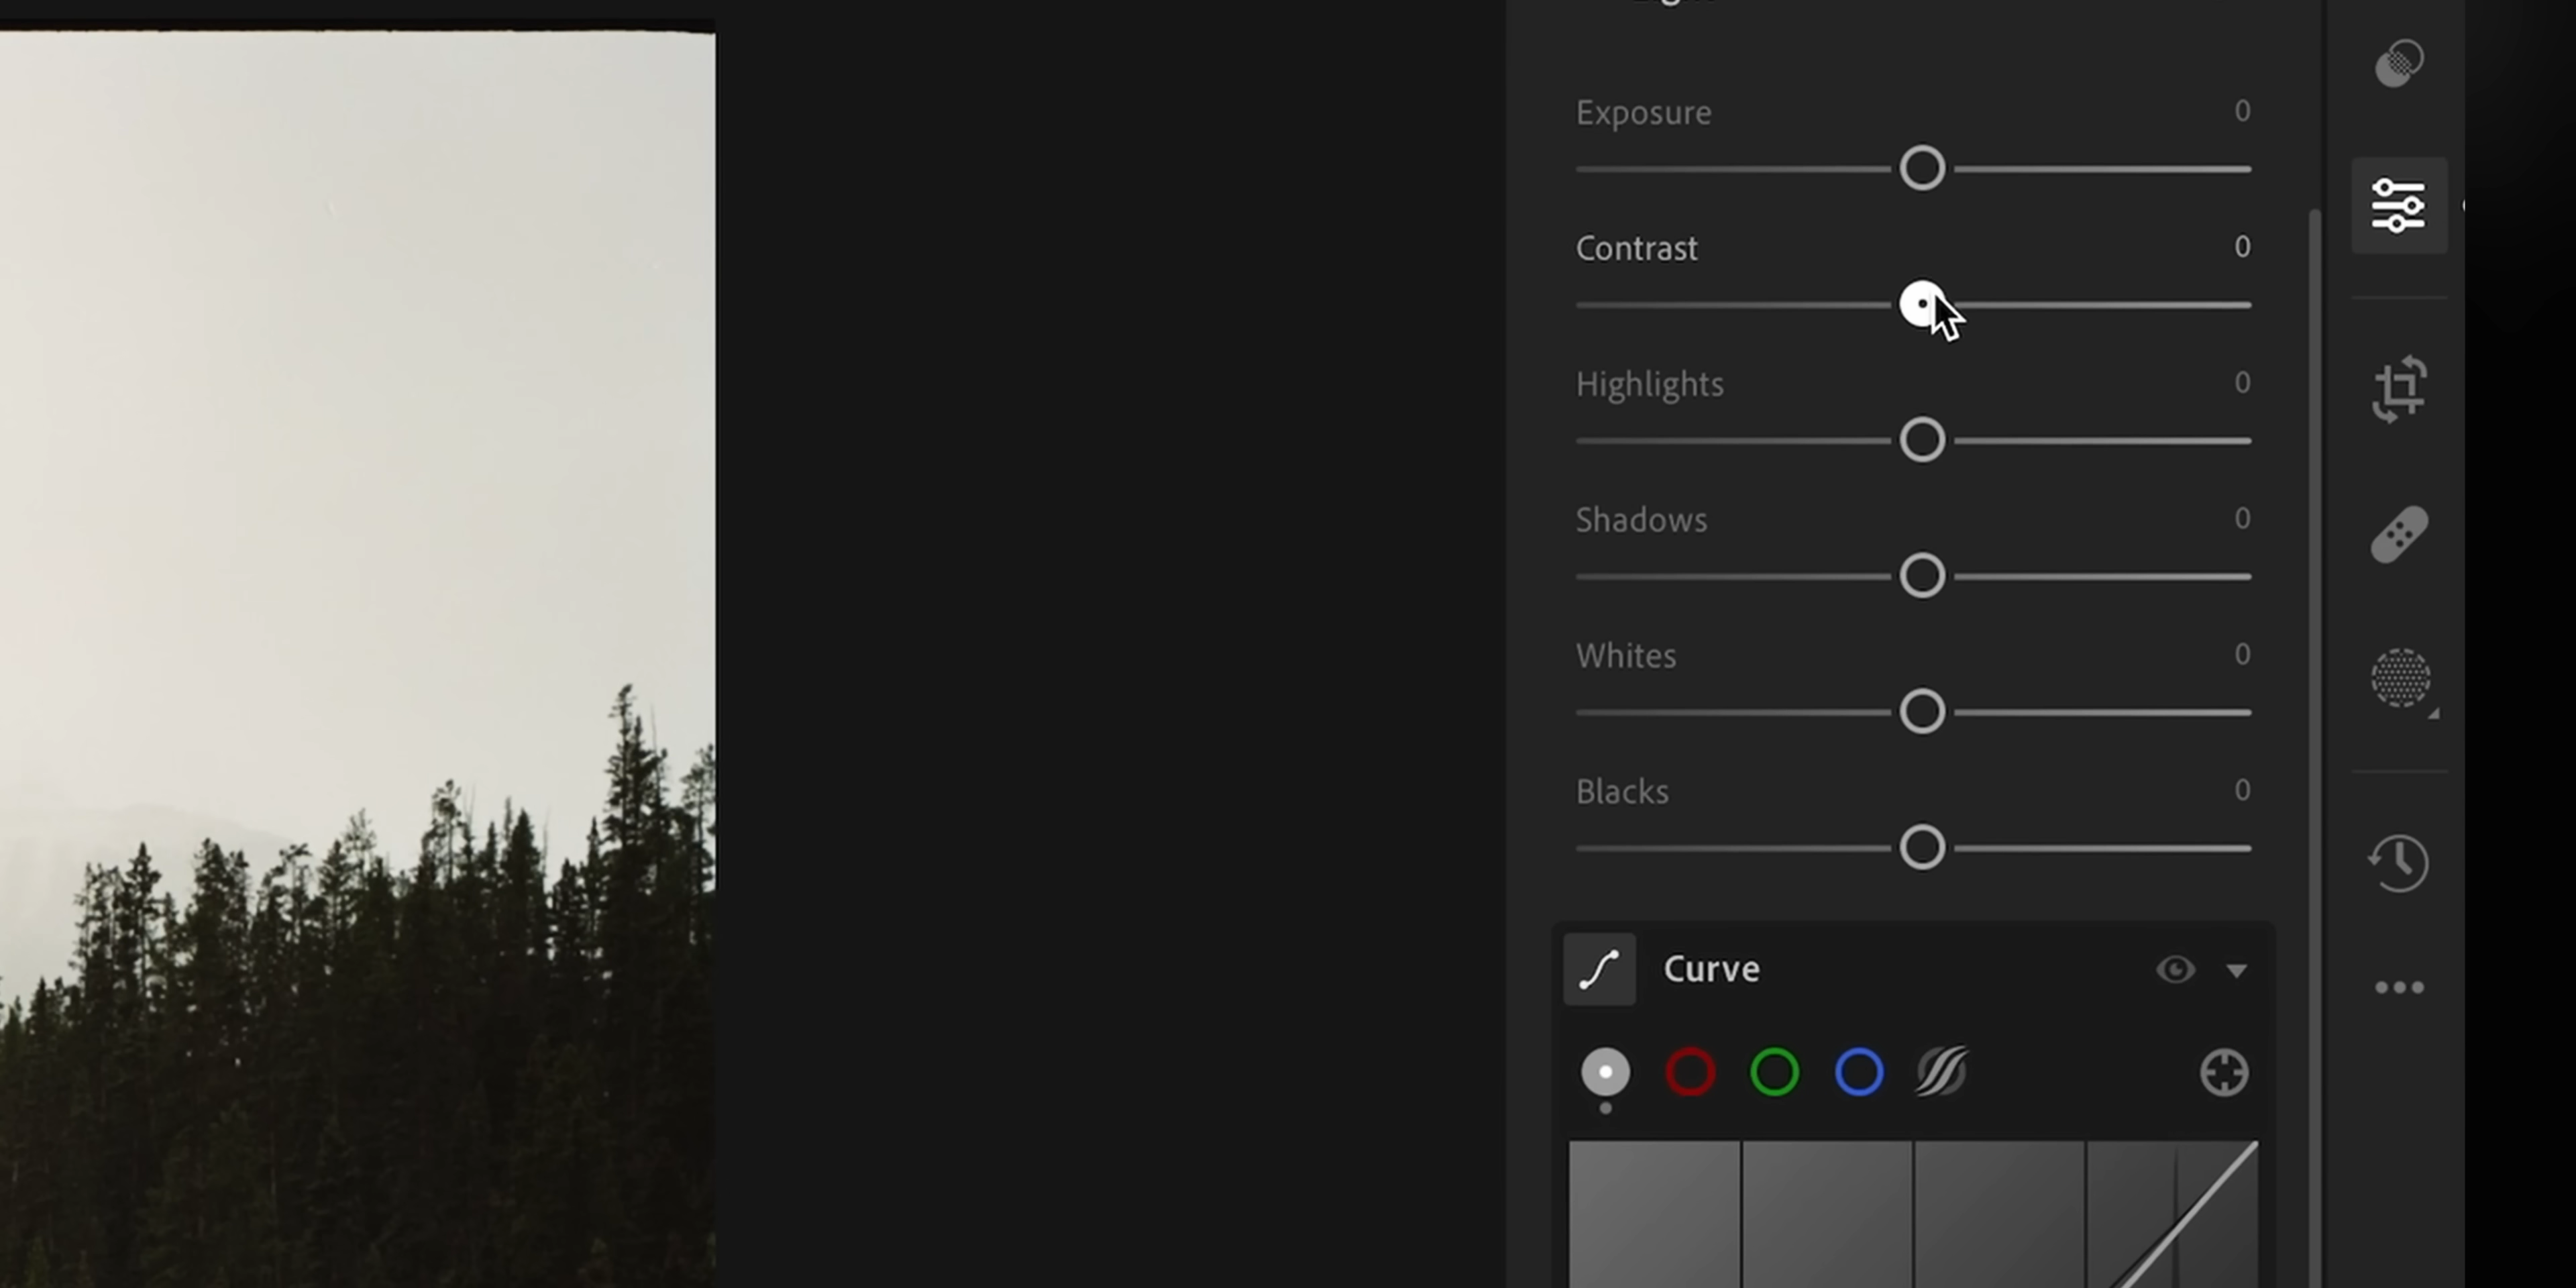 Exposure 0
Contrast 0
Highlights 0
Shadows 0
Whites 0
Blacks 0
Curve